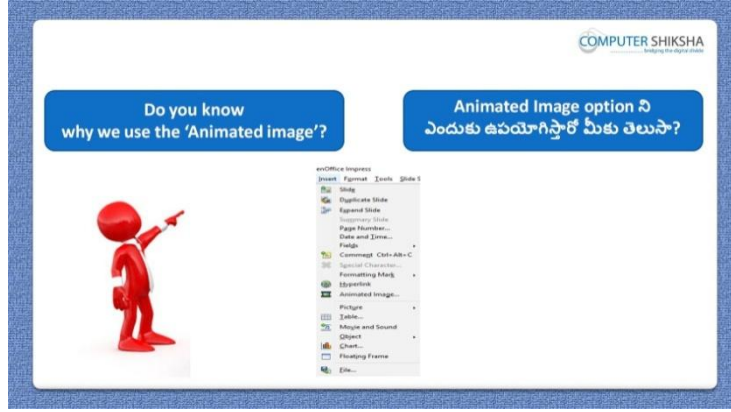 COMPUTER SHIKSHA
bridging the digital divide
Do you know
why we use the ‘Animated image’?
Animated Image option ని
ఎందుకు ఉపయోగిస్తారో మీకు తెలుసా?
enOffice Impress
Insert Format Tools Slide S
Slide
Duplicate Slide
Expand Slide
Summary Slide
Page Number...
Date and Time...
Fields
Comment Ctrl+Alt+C
Special Character...
Formatting Mark
Hyperlink
Animated Image...
Picture
Table...
Movie and Sound
Object
Chart...
Floating Frame
File...